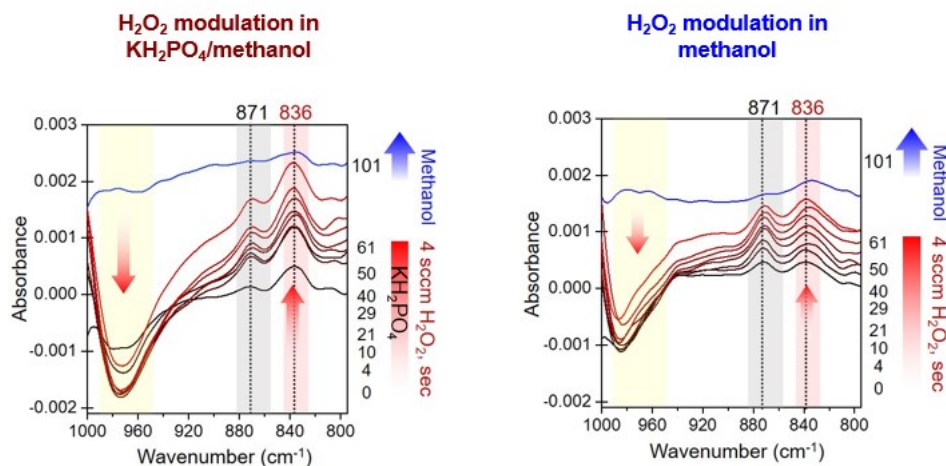 H₂O₂ modulation in
KH₂PO₄/methanol
871 836
0.003
0.002
0.001
0.000
-0.001
-0.002
Absorbance
1000 960 920 880 840 800
Wavenumber (cm⁻¹)
101
61
50
40
29
21
10
4
0
Methanol
4 sccm H₂O₂, sec
KH₂PO₄
H₂O₂ modulation in
methanol
871 836
0.003
0.002
0.001
0.000
-0.001
-0.002
Absorbance
1000 960 920 880 840 800
Wavenumber (cm⁻¹)
101
61
50
40
29
21
10
4
0
Methanol
4 sccm H₂O₂, sec